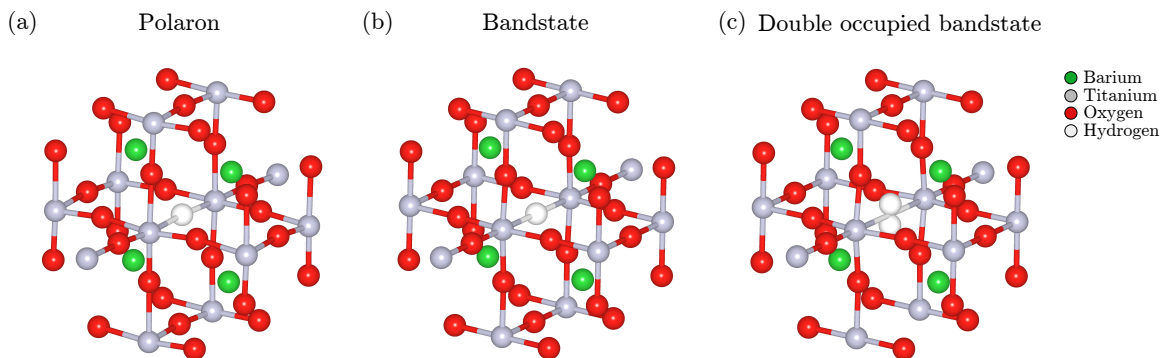 (a) Polaron
(b) Bandstate
(c) Double occupied bandstate
Barium
Titanium
Oxygen
Hydrogen